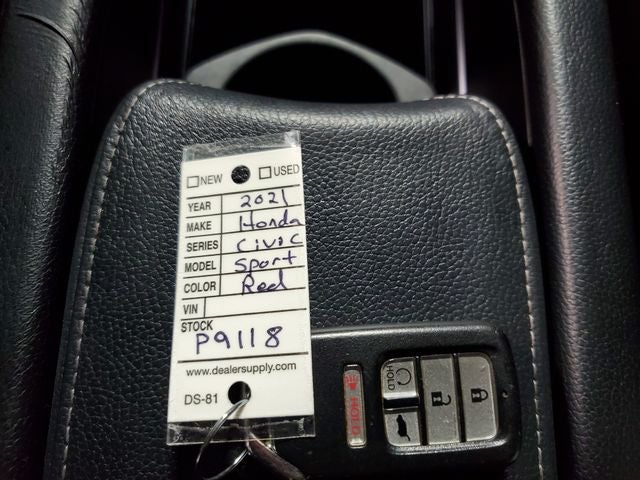 NEW USED
YEAR 2021
MAKE Honda
SERIES Civic
MODEL Sport
COLOR Red
VIN
STOCK
P9118
www.dealersupply.com
DS-81
HOLD
HOLD